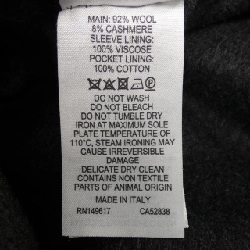 MAIN: 92% WOOL
8% CASHMERE
SLEEVE LINING:
100% VISCOSE
POCKET LINING:
100% COTTON
DO NOT WASH
DO NOT BLEACH
DO NOT TUMBLE DRY
IRON AT MAXIMUM SOLE
PLATE TEMPERATURE OF
110°C, STEAM IRONING MAY
CAUSE IRREVERSIBLE
DAMAGE
DELICATE DRY CLEAN
CONTAINS NON TEXTILE
PARTS OF ANIMAL ORIGIN
MADE IN ITALY
RN149617 CA52838